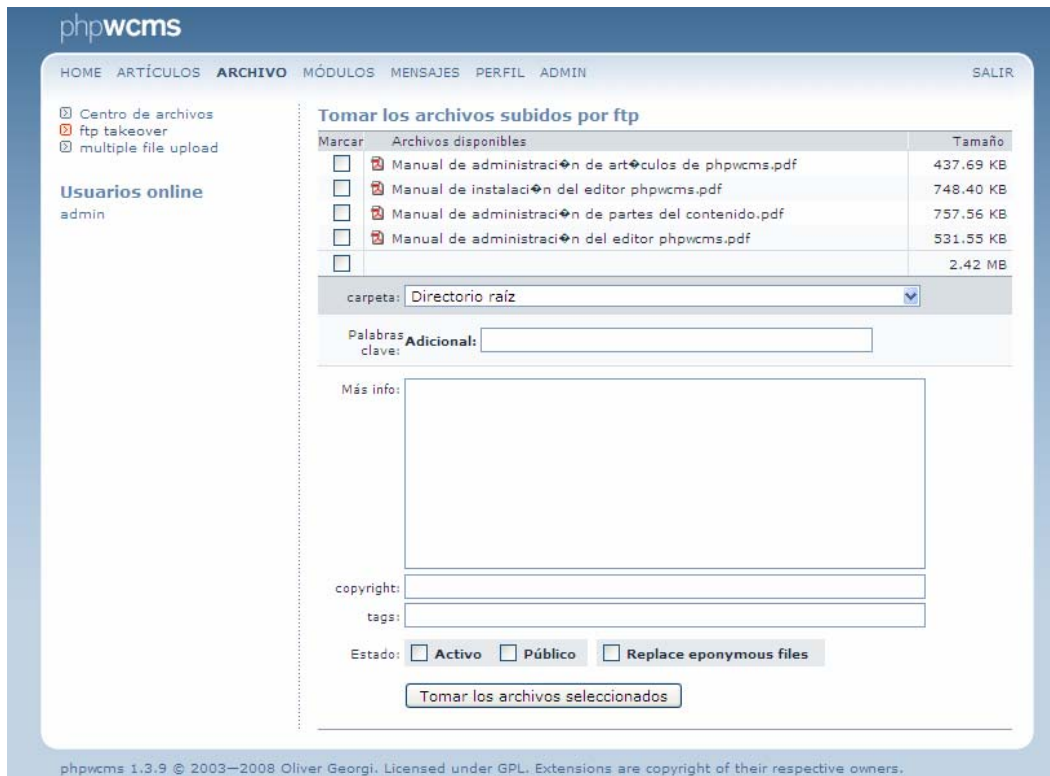 phpwcms
HOME ARTÍCULOS ARCHIVO MÓDULOS MENSAJES PERFIL ADMIN SALIR
Centro de archivos
ftp takeover
multiple file upload
Usuarios online
admin
Tomar los archivos subidos por ftp
Marcar Archivos disponibles Tamaño
Manual de administraci�n de art�culos de phpwcms.pdf 437.69 KB
Manual de instalaci�n del editor phpwcms.pdf 748.40 KB
Manual de administraci�n de partes del contenido.pdf 757.56 KB
Manual de administraci�n del editor phpwcms.pdf 531.55 KB
2.42 MB
carpeta: Directorio raíz
Palabras
clave: Adicional:
Más info:
copyright:
tags:
Estado: Activo Público Replace eponymous files
Tomar los archivos seleccionados
phpwcms 1.3.9 © 2003—2008 Oliver Georgi. Licensed under GPL. Extensions are copyright of their respective owners.